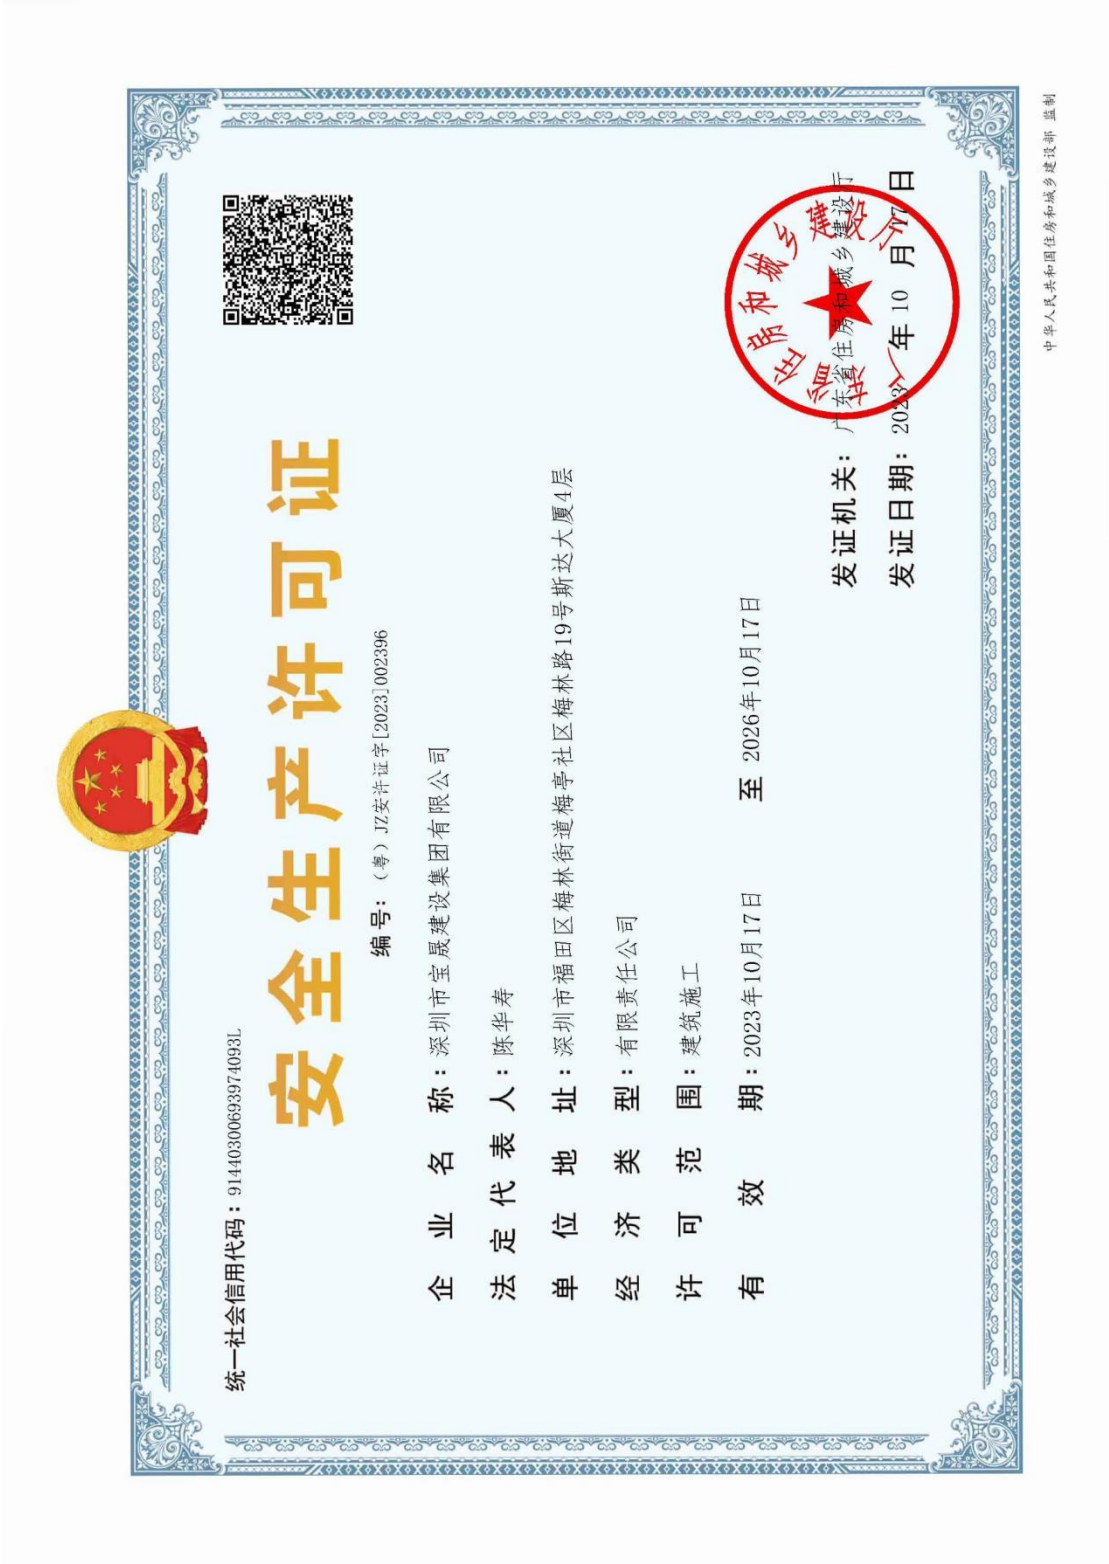 统一社会信用代码：91440300693974093L
安全生产许可证
编号：（粤）JZ安许证字[2023]002396
企业名称：深圳市宝晟建设集团有限公司
法定代表人：陈华寿
单位地址：深圳市福田区梅林街道梅亭社区梅林路19号斯达大厦4层
经济类型：有限责任公司
许可范围：建筑施工
有效期：2023年10月17日 至 2026年10月17日
发证机关：广东省住房和城乡建设厅
发证日期：2023年10月17日
省住房和城乡建设厅
中华人民共和国住房和城乡建设部 监制